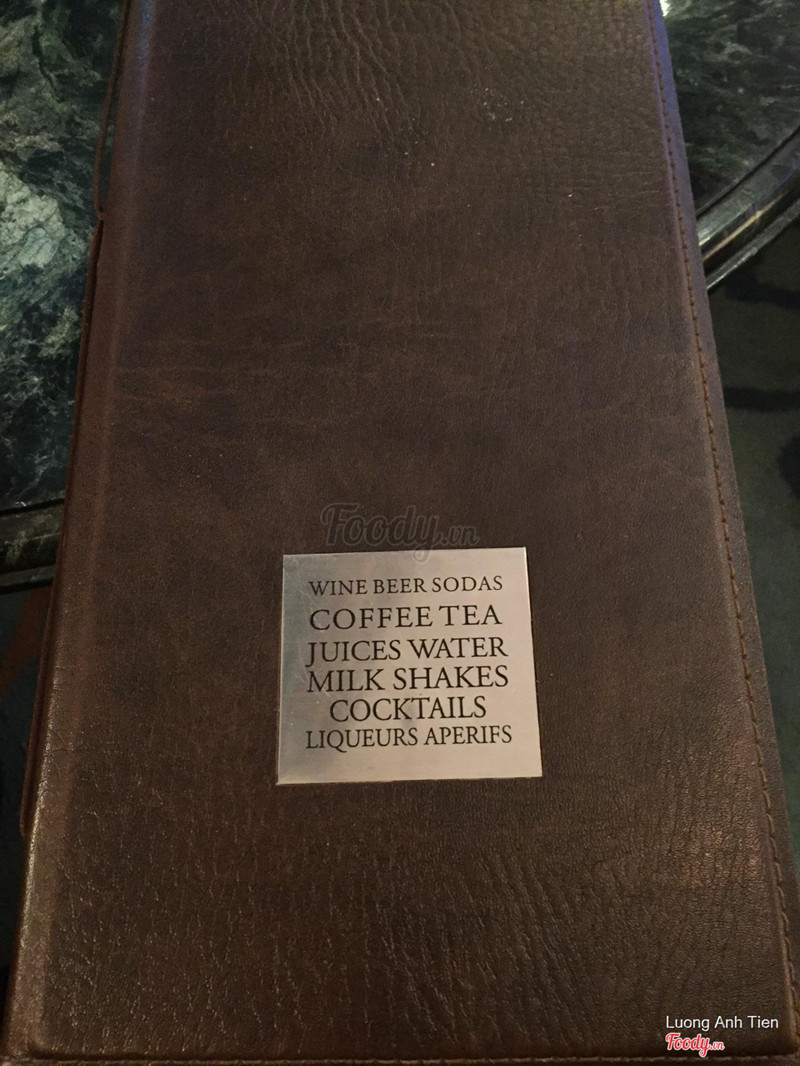 Foody.vn
WINE BEER SODAS
COFFEE TEA
JUICES WATER
MILK SHAKES
COCKTAILS
LIQUEURS APERIFS
Luong Anh Tien
Foody.vn